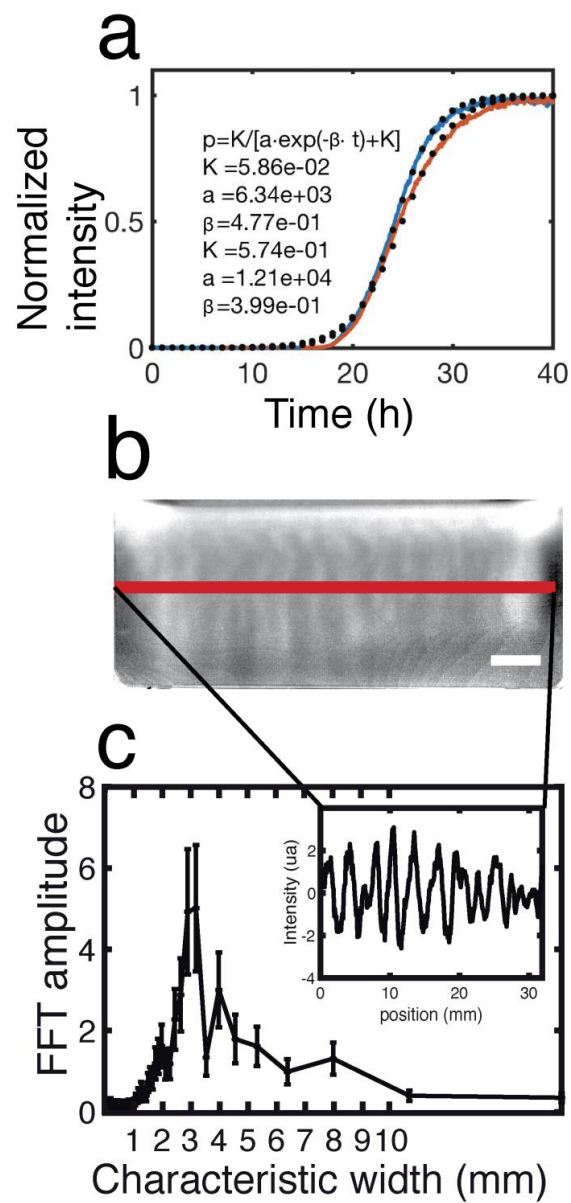 a
Normalized
intensity
1
0.5
0
p=K/[a·exp(-β· t)+K]
K =5.86e-02
a =6.34e+03
β=4.77e-01
K =5.74e-01
a =1.21e+04
β=3.99e-01
0 10 20 30 40
Time (h)
b
c
FFT amplitude
8
6
4
2
0
Intensity (ua)
2
0
-2
-4
0 10 20 30
position (mm)
1 2 3 4 5 6 7 8 9 10
Characteristic width (mm)